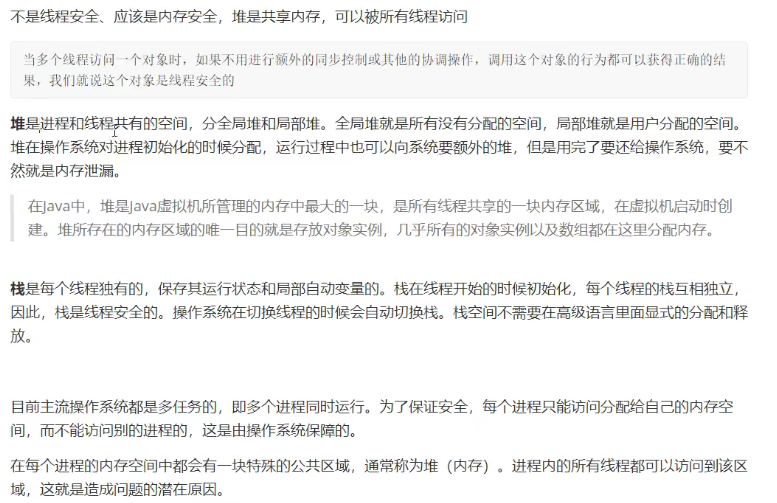 不是线程安全、应该是内存安全，堆是共享内存，可以被所有线程访问
当多个线程访问一个对象时，如果不用进行额外的同步控制或其他的协调操作，调用这个对象的行为都可以获得正确的结
果，我们就说这个对象是线程安全的
堆是进程和线程共有的空间，分全局堆和局部堆。全局堆就是所有没有分配的空间，局部堆就是用户分配的空间。
堆在操作系统对进程初始化的时候分配，运行过程中也可以向系统要额外的堆，但是用完了要还给操作系统，要不
然就是内存泄漏。
在Java中，堆是Java虚拟机所管理的内存中最大的一块，是所有线程共享的一块内存区域，在虚拟机启动时创
建。堆所存在的内存区域的唯一目的就是存放对象实例，几乎所有的对象实例以及数组都在这里分配内存。
栈是每个线程独有的，保存其运行状态和局部自动变量的。栈在线程开始的时候初始化，每个线程的栈互相独立，
因此，栈是线程安全的。操作系统在切换线程的时候会自动切换栈。栈空间不需要在高级语言里面显式的分配和释
放。
目前主流操作系统都是多任务的，即多个进程同时运行。为了保证安全，每个进程只能访问分配给自己的内存空
间，而不能访问别的进程的，这是由操作系统保障的。
在每个进程的内存空间中都会有一块特殊的公共区域，通常称为堆（内存）。进程内的所有线程都可以访问到该区
域，这就是造成问题的潜在原因。